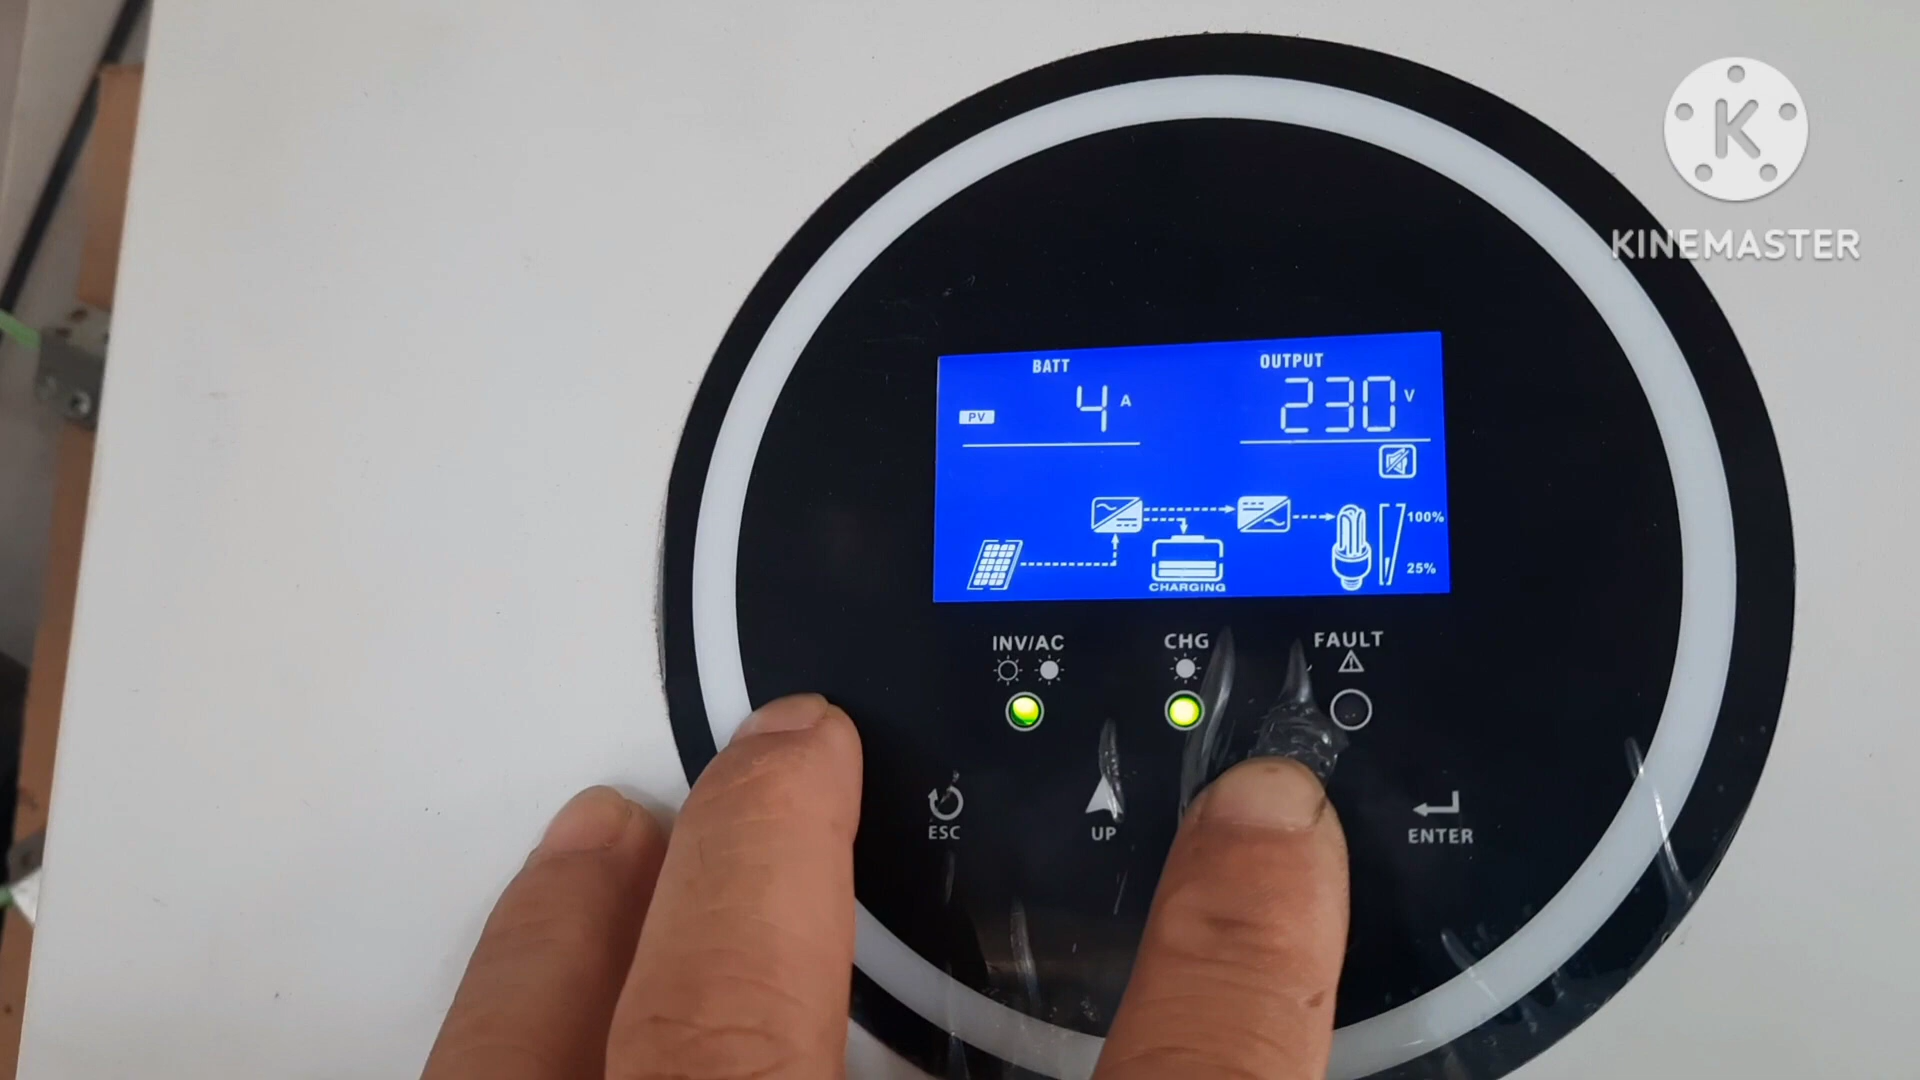 K
KINEMASTER
BATT
OUTPUT
PV
4 A
230 V
100%
25%
CHARGING
INV/AC
CHG
FAULT
ESC
UP
ENTER